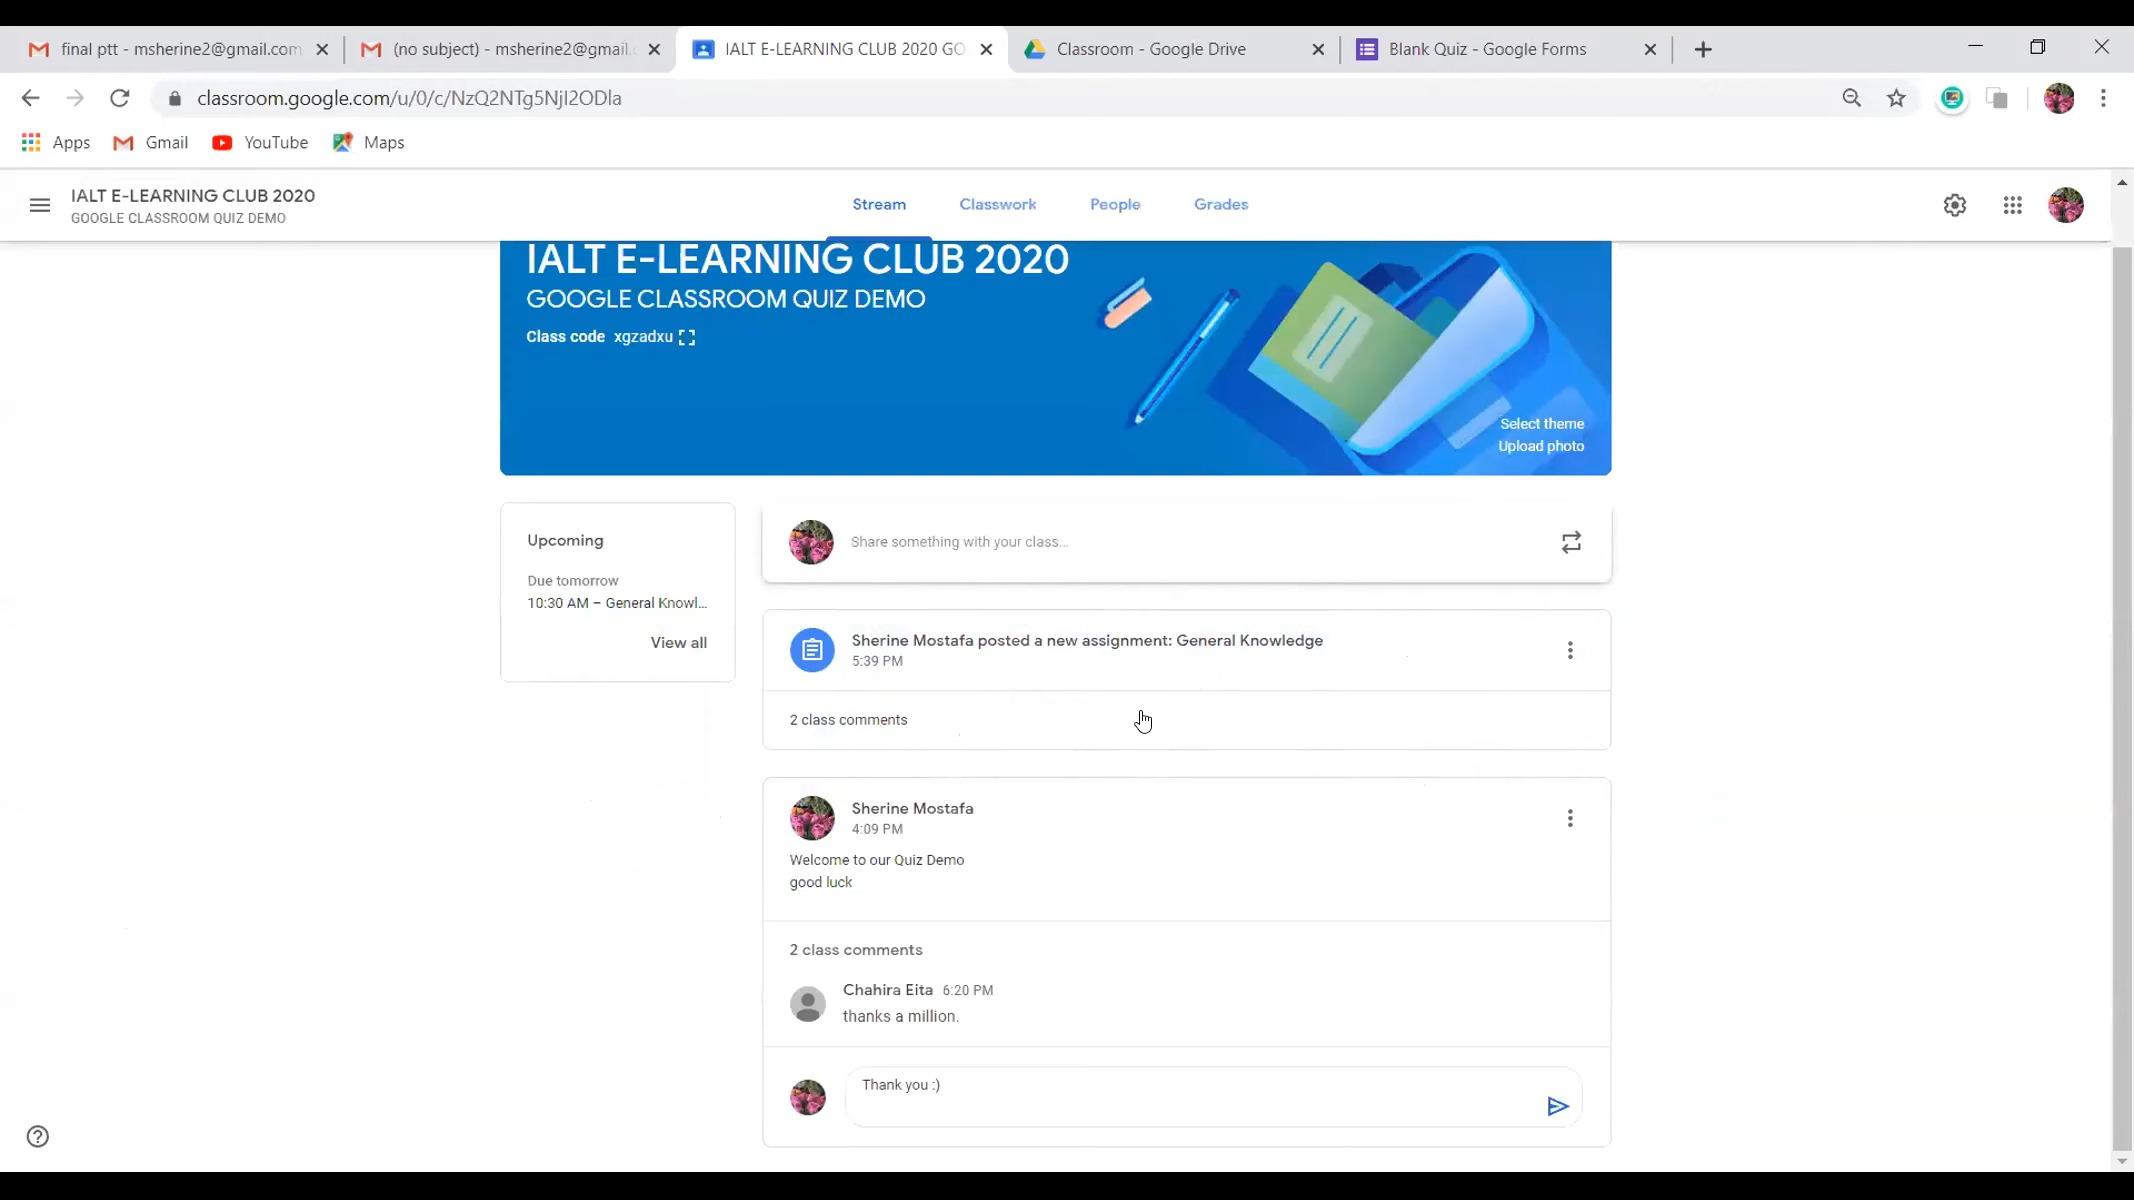 final ptt - msherine2@gmail.com
(no subject) - msherine2@gmail.
IALT E-LEARNING CLUB 2020 GO
Classroom - Google Drive
Blank Quiz - Google Forms
classroom.google.com/u/0/c/NzQ2NTg5NjI2ODla
Apps
Gmail
YouTube
Maps
IALT E-LEARNING CLUB 2020
GOOGLE CLASSROOM QUIZ DEMO
Stream
Classwork
People
Grades
IALT E-LEARNING CLUB 2020
GOOGLE CLASSROOM QUIZ DEMO
Class code xgzadxu
Select theme
Upload photo
Upcoming
Due tomorrow
10:30 AM – General Knowl...
View all
Share something with your class...
Sherine Mostafa posted a new assignment: General Knowledge
5:39 PM
2 class comments
Sherine Mostafa
4:09 PM
Welcome to our Quiz Demo
good luck
2 class comments
Chahira Eita 6:20 PM
thanks a million.
Thank you :)